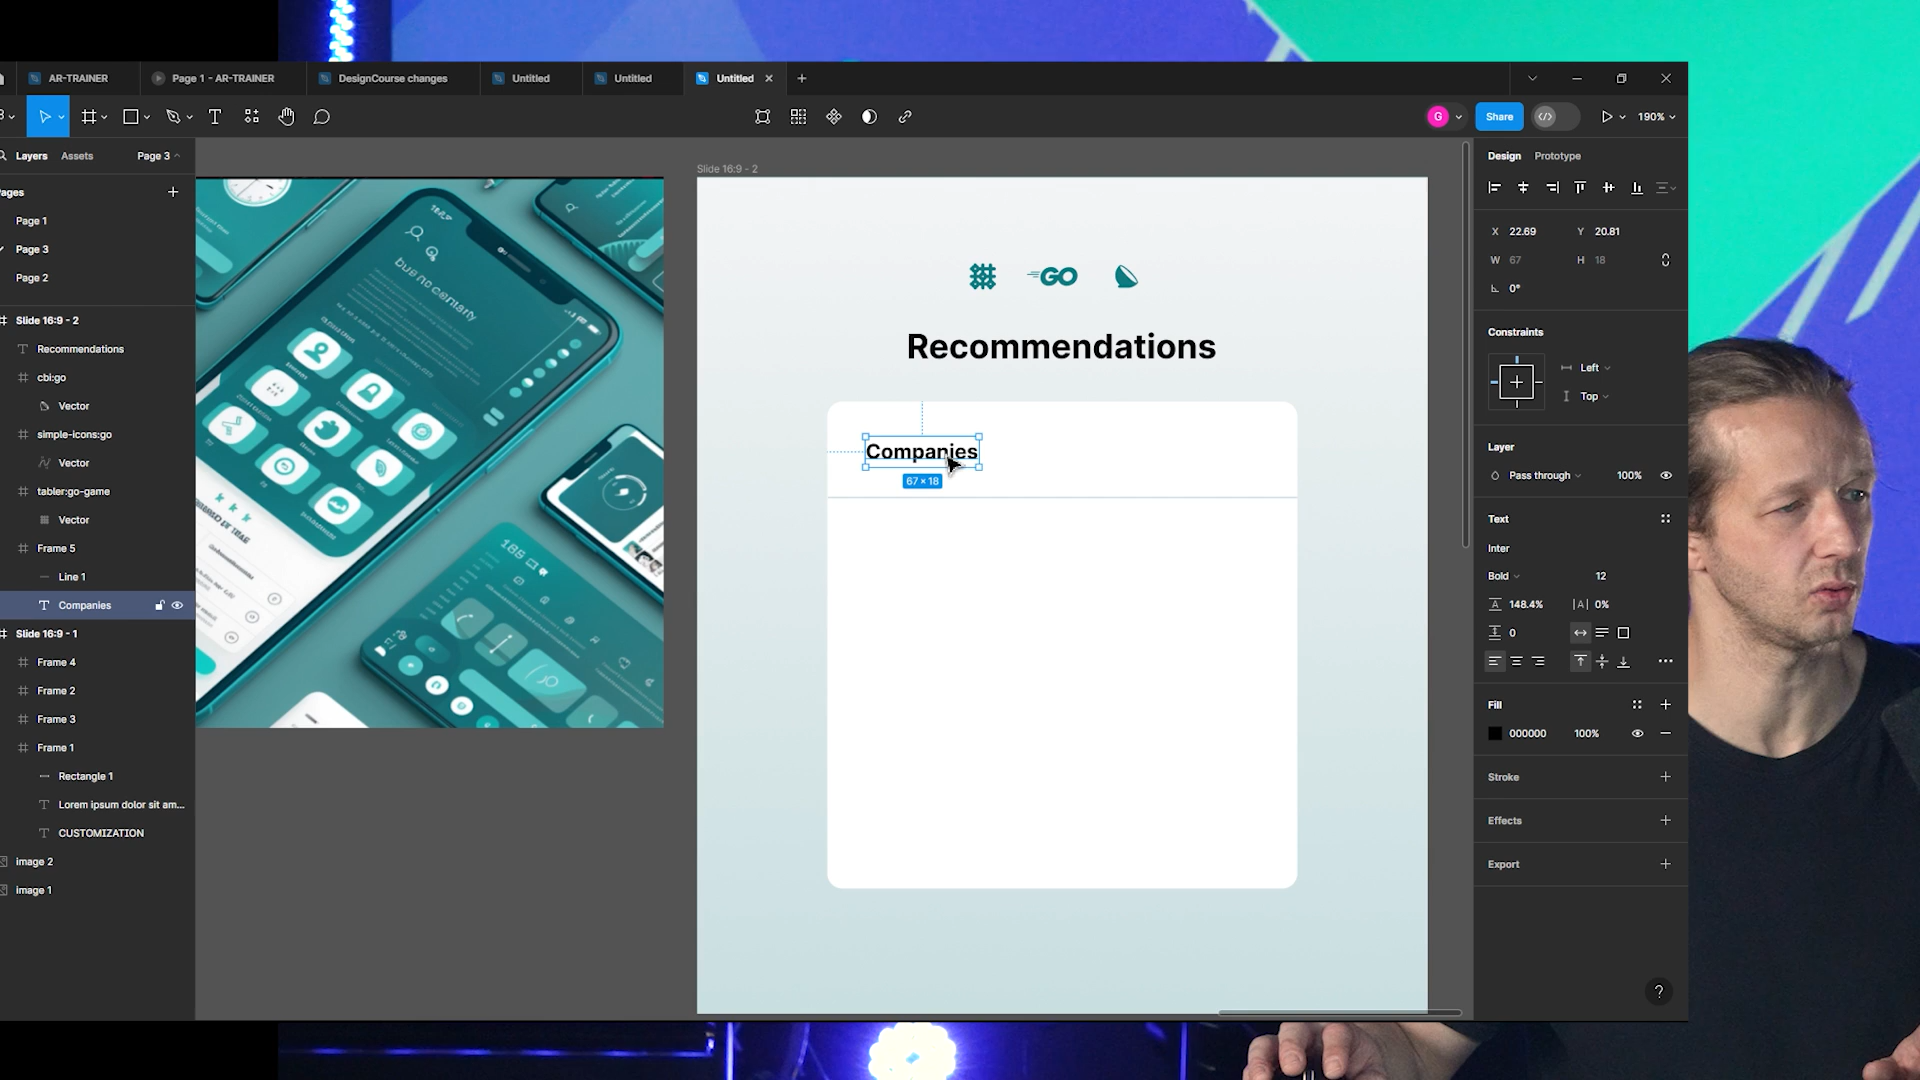 AR-TRAINER
Page 1 - AR-TRAINER
DesignCourse changes
Untitled
Untitled
Untitled
G
Share
190%
Layers
Assets
Page 3
Pages
Page 1
Page 3
Page 2
Slide 16:9 - 2
Recommendations
cbi:go
Vector
simple-icons:go
Vector
tabler:go-game
Vector
Frame 5
Line 1
Companies
Slide 16:9 - 1
Frame 4
Frame 2
Frame 3
Frame 1
Rectangle 1
Lorem ipsum dolor sit am...
CUSTOMIZATION
image 2
image 1
Slide 16:9 - 2
GO
Recommendations
Companies
67 × 18
Design
Prototype
X 22.69
Y 20.81
W 67
H 18
0°
Constraints
Left
Top
Layer
Pass through
100%
Text
Inter
Bold
12
148.4%
0%
0
Fill
000000
100%
Stroke
Effects
Export
?